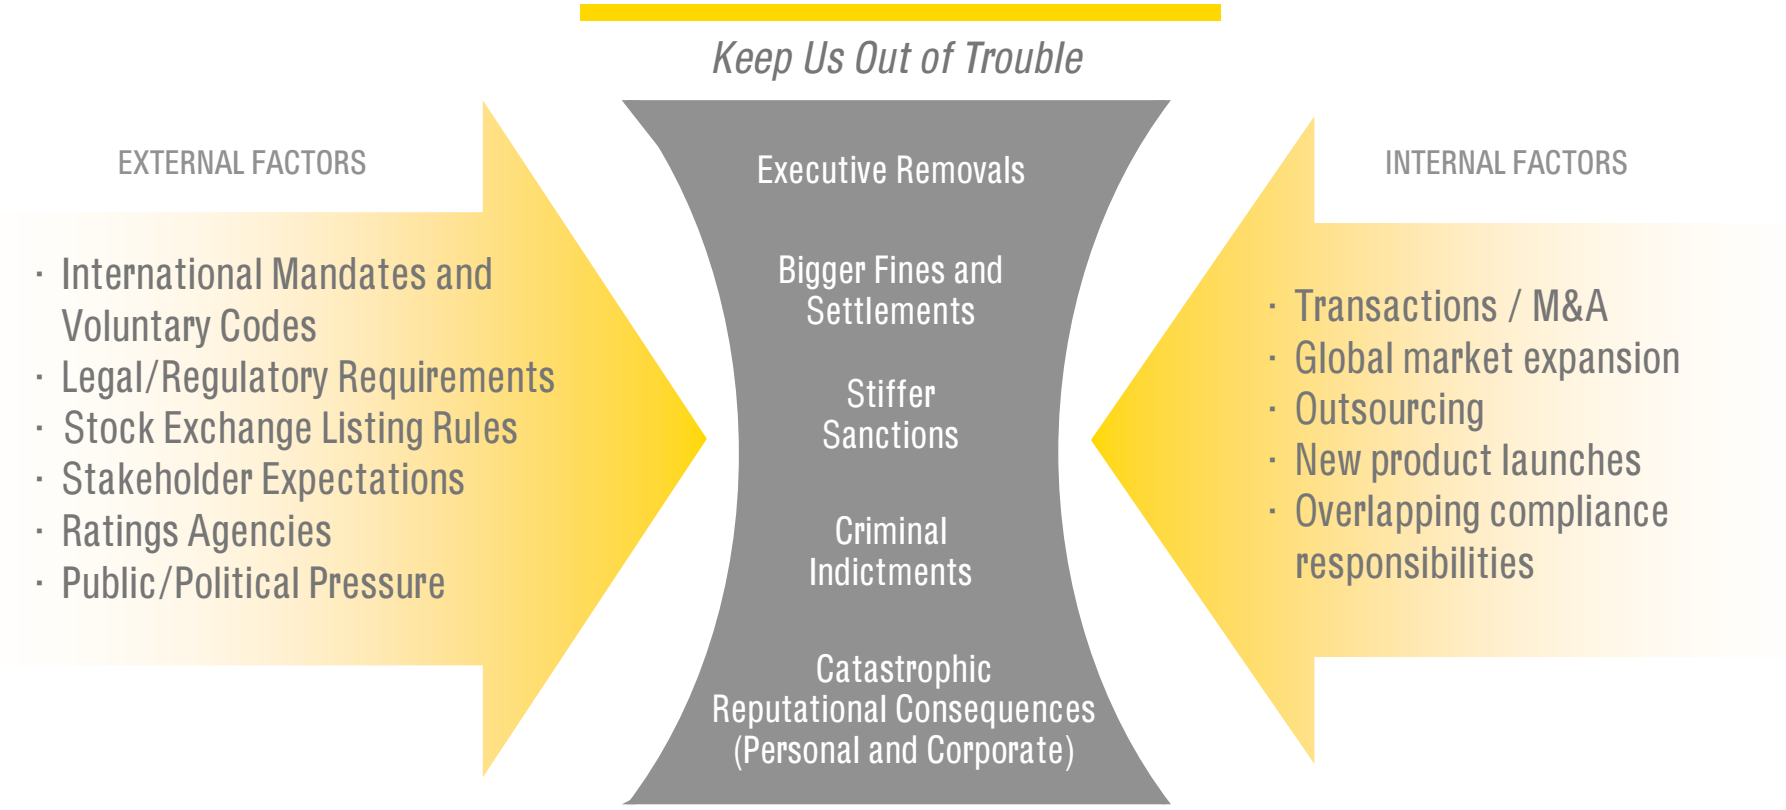 Keep Us Out of Trouble
EXTERNAL FACTORS
· International Mandates and
Voluntary Codes
· Legal/Regulatory Requirements
· Stock Exchange Listing Rules
· Stakeholder Expectations
· Ratings Agencies
· Public/Political Pressure
Executive Removals
Bigger Fines and
Settlements
Stiffer
Sanctions
Criminal
Indictments
Catastrophic
Reputational Consequences
(Personal and Corporate)
INTERNAL FACTORS
· Transactions / M&A
· Global market expansion
· Outsourcing
· New product launches
· Overlapping compliance
responsibilities